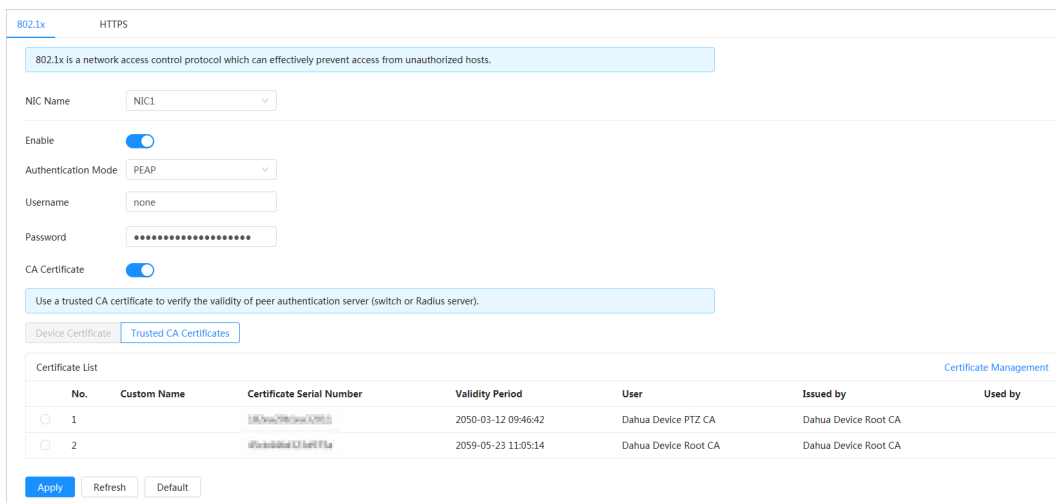 802.1x HTTPS
802.1x is a network access control protocol which can effectively prevent access from unauthorized hosts.
NIC Name NIC1
Enable
Authentication Mode PEAP
Username none
Password ••••••••••••••••••••
CA Certificate
Use a trusted CA certificate to verify the validity of peer authentication server (switch or Radius server).
Device Certificate Trusted CA Certificates
Certificate List Certificate Management
No. Custom Name Certificate Serial Number Validity Period User Issued by Used by
1 2050-03-12 09:46:42 Dahua Device PTZ CA Dahua Device Root CA
2 2059-05-23 11:05:14 Dahua Device Root CA Dahua Device Root CA
Apply Refresh Default